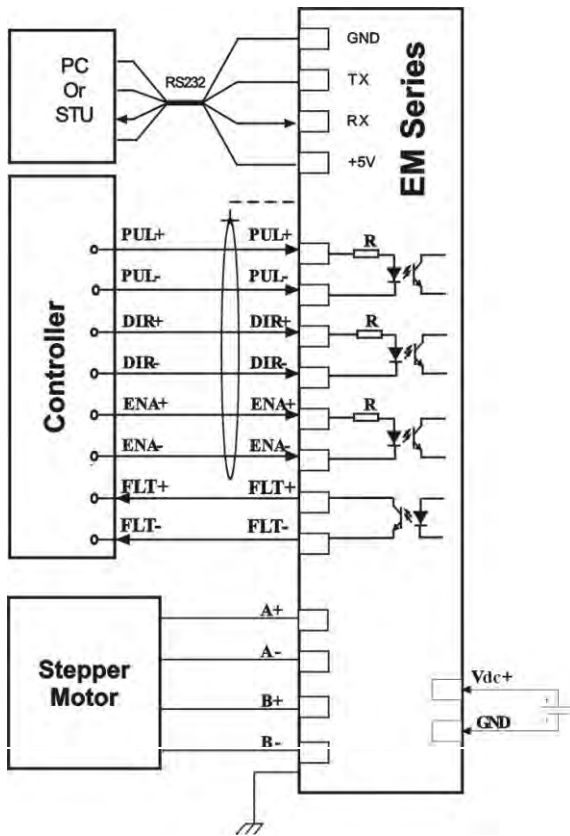 PC
Or
STU
RS232
GND
TX
RX
+5V
EM Series
Controller
PUL+ PUL+
PUL- PUL-
DIR+ DIR+
DIR- DIR-
ENA+ ENA+
ENA- ENA-
FLT+ FLT+
FLT- FLT-
R
R
R
Stepper
Motor
A+
A-
B+
B-
Vdc+
GND
+
-